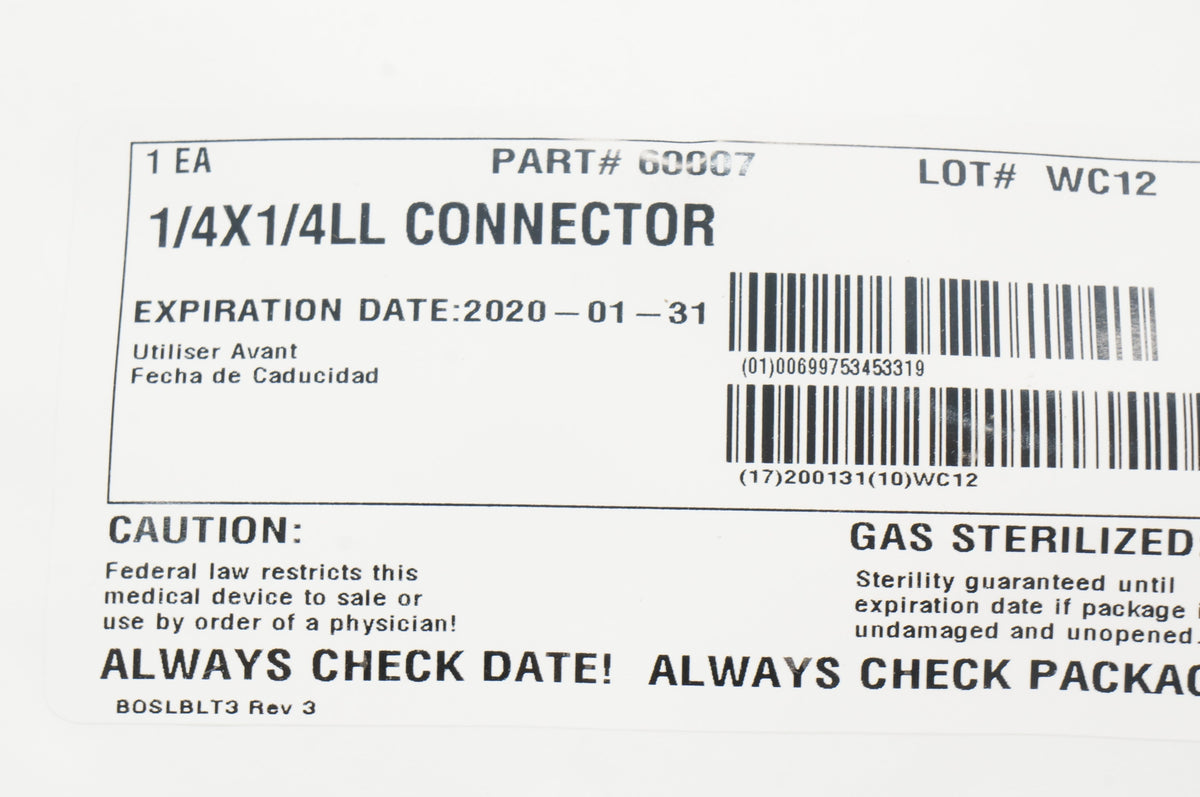 1 EA PART# 60007 LOT# WC12
1/4X1/4LL CONNECTOR
EXPIRATION DATE:2020-01-31
Utiliser Avant
Fecha de Caducidad
(01)00699753453319
(17)200131(10)WC12
CAUTION:
Federal law restricts this
medical device to sale or
use by order of a physician!
GAS STERILIZED:
Sterility guaranteed until
expiration date if package
undamaged and unopened.
ALWAYS CHECK DATE! ALWAYS CHECK PACKAG
BOSLBLT3 Rev 3